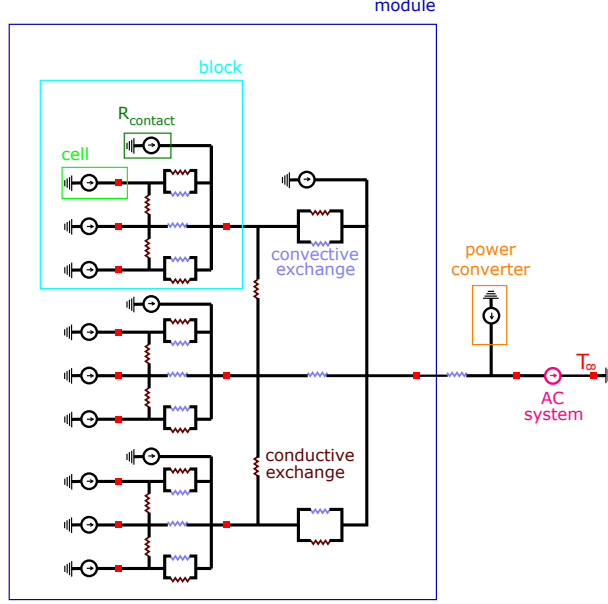 module
block
R_contact
cell
convective
exchange
power
converter
T∞
AC
system
conductive
exchange